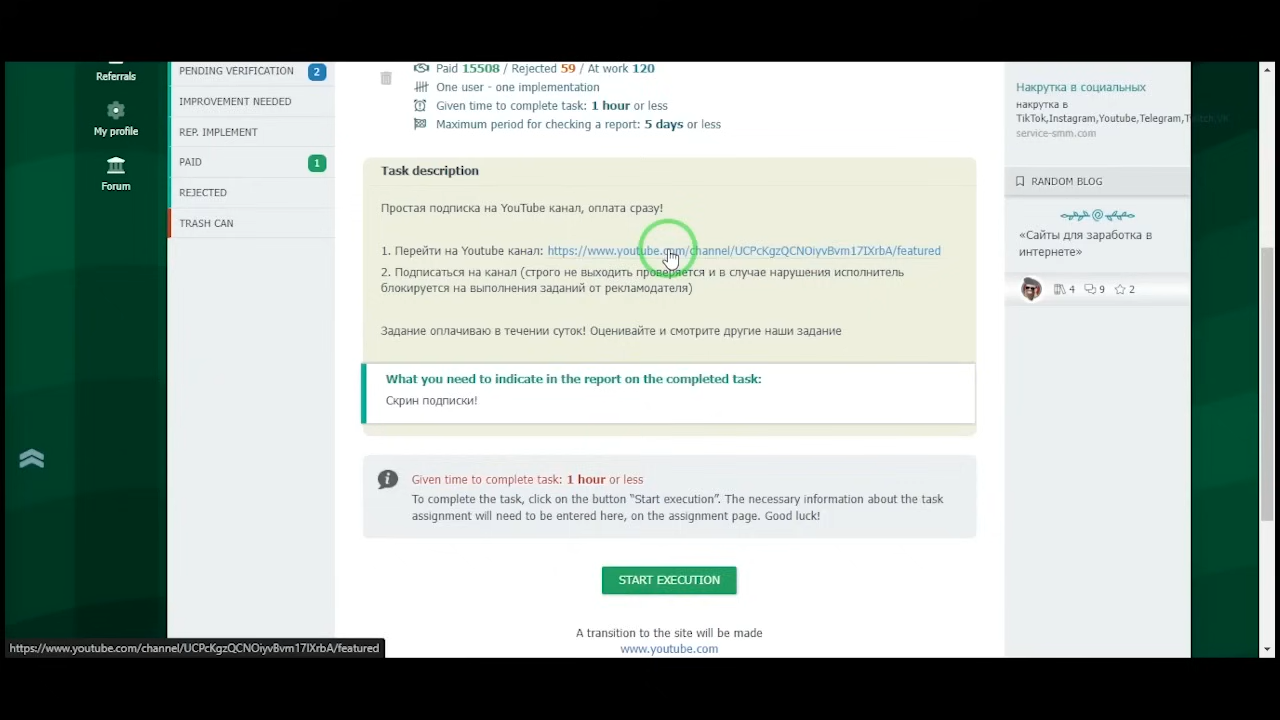 Referrals
My profile
Forum
PENDING VERIFICATION 2
IMPROVEMENT NEEDED
REP. IMPLEMENT
PAID 1
REJECTED
TRASH CAN
Paid 15508 / Rejected 59 / At work 120
One user - one implementation
Given time to complete task: 1 hour or less
Maximum period for checking a report: 5 days or less
Task description
Простая подписка на YouTube канал, оплата сразу!
1. Перейти на Youtube канал: https://www.youtube.com/channel/UCPcKgzQCNOiyvBvm17IXrbA/featured
2. Подписаться на канал (строго не выходить проверяется и в случае нарушения исполнитель
блокируется на выполнения заданий от рекламодателя)
Задание оплачиваю в течении суток! Оценивайте и смотрите другие наши задание
What you need to indicate in the report on the completed task:
Скрин подписки!
Given time to complete task: 1 hour or less
To complete the task, click on the button “Start execution”. The necessary information about the task
assignment will need to be entered here, on the assignment page. Good luck!
START EXECUTION
A transition to the site will be made
www.youtube.com
Накрутка в социальных
накрутка в
TikTok,Instagram,Youtube,Telegram,Twitch,VK
service-smm.com
RANDOM BLOG
@
«Сайты для заработка в
интернете»
4 9 2
https://www.youtube.com/channel/UCPcKgzQCNOiyvBvm17IXrbA/featured